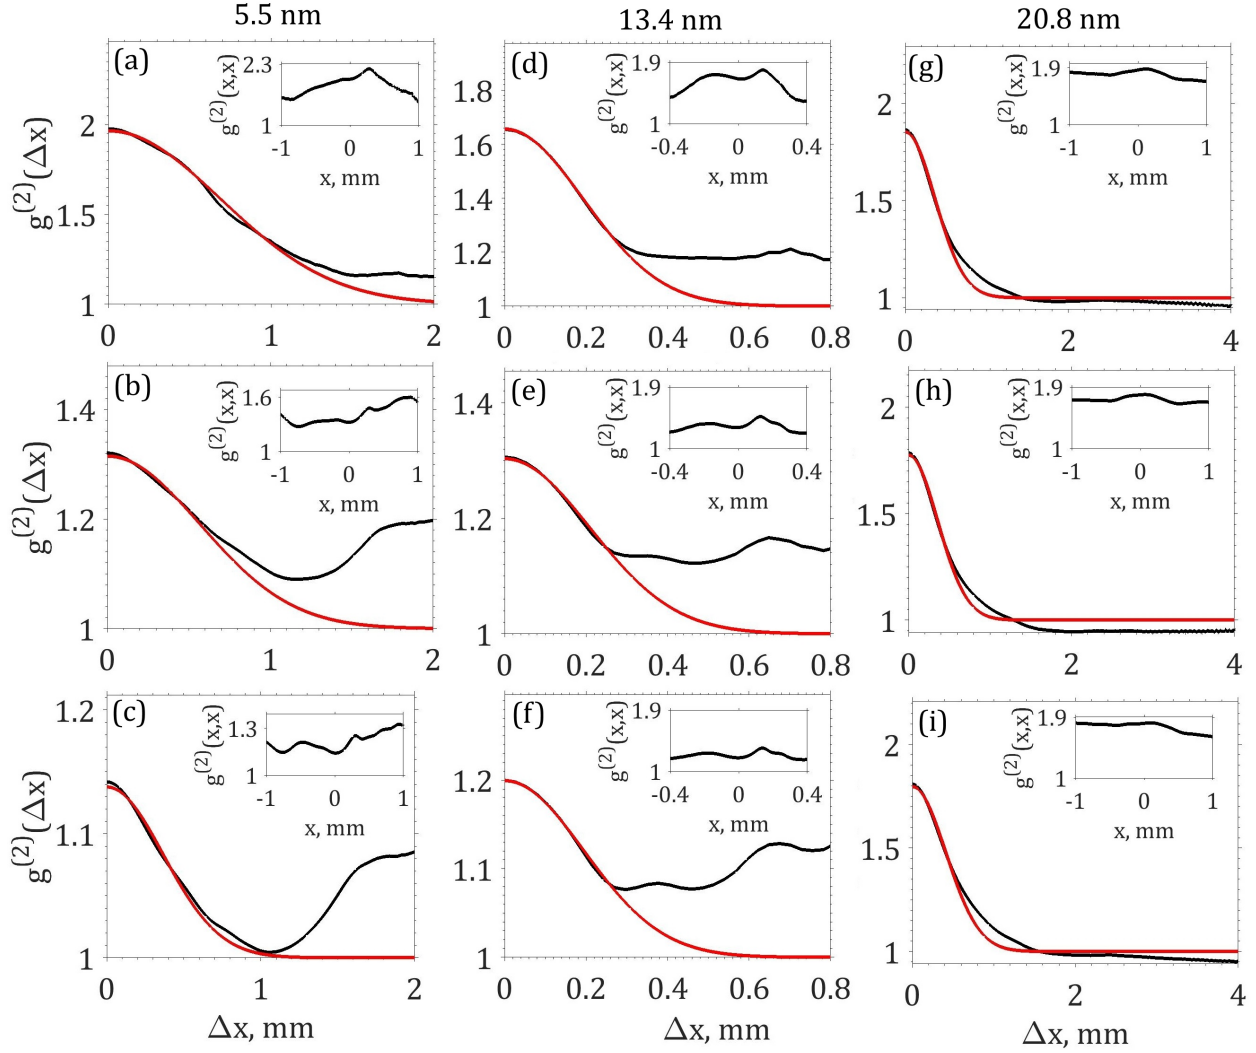 5.5 nm
13.4 nm
20.8 nm
(a)
g(2)(Δx)
2
1.5
1
0
1
2
g(2)(x,x)
2.3
1
-1
0
1
x, mm
(d)
1.8
1.6
1.4
1.2
1
0
0.2
0.4
0.6
0.8
g(2)(x,x)
1.9
1
-0.4
0
0.4
x, mm
(g)
2
1.5
1
0
2
4
g(2)(x,x)
1.9
1
-1
0
1
x, mm
(b)
g(2)(Δx)
1.4
1.2
1
0
1
2
g(2)(x,x)
1.6
1
-1
0
1
x, mm
(e)
1.4
1.2
1
0
0.2
0.4
0.6
0.8
g(2)(x,x)
1.9
1
-0.4
0
0.4
x, mm
(h)
2
1.5
1
0
2
4
g(2)(x,x)
1.9
1
-1
0
1
x, mm
(c)
g(2)(Δx)
1.2
1.1
1
0
1
2
Δx, mm
g(2)(x,x)
1.3
1
-1
0
1
x, mm
(f)
1.2
1.1
1
0
0.2
0.4
0.6
0.8
Δx, mm
g(2)(x,x)
1.9
1
-0.4
0
0.4
x, mm
(i)
2
1.5
1
0
2
4
Δx, mm
g(2)(x,x)
1.9
1
-1
0
1
x, mm